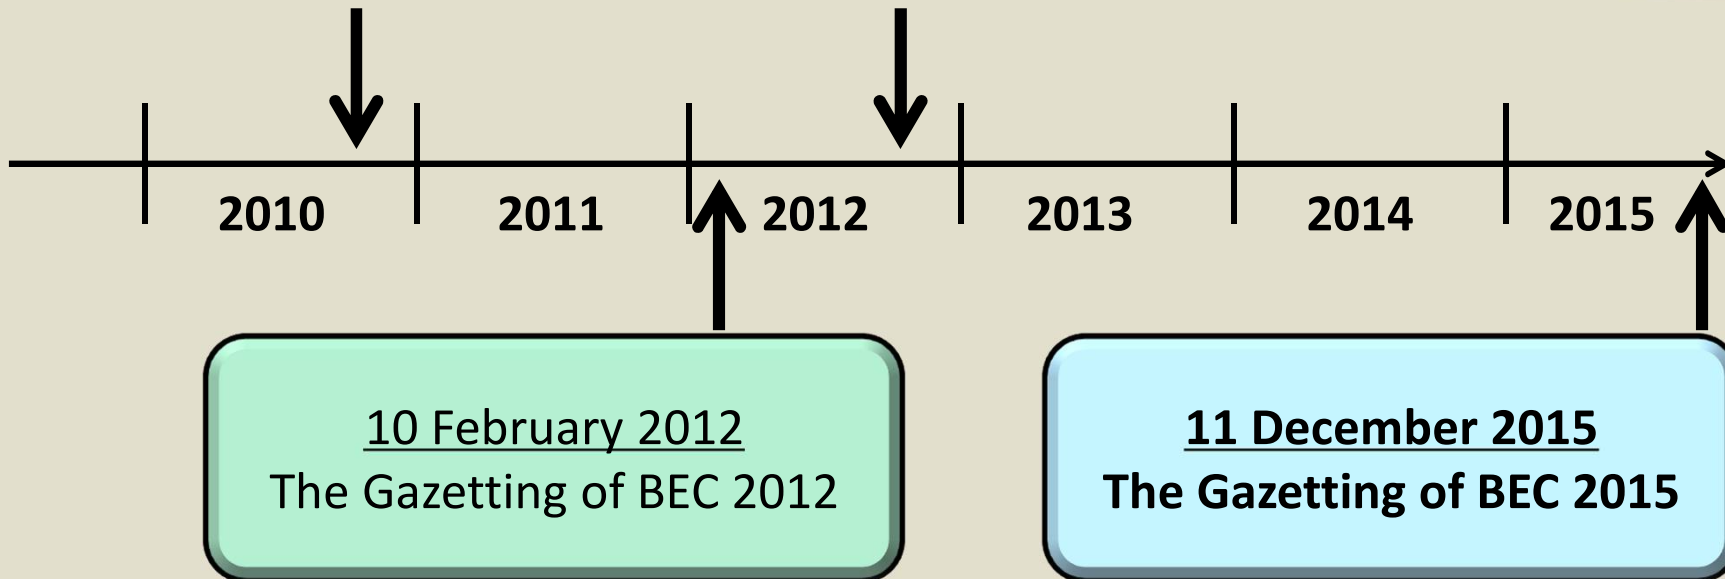 2010 2011 2012 2013 2014 2015
10 February 2012
The Gazetting of BEC 2012
11 December 2015
The Gazetting of BEC 2015